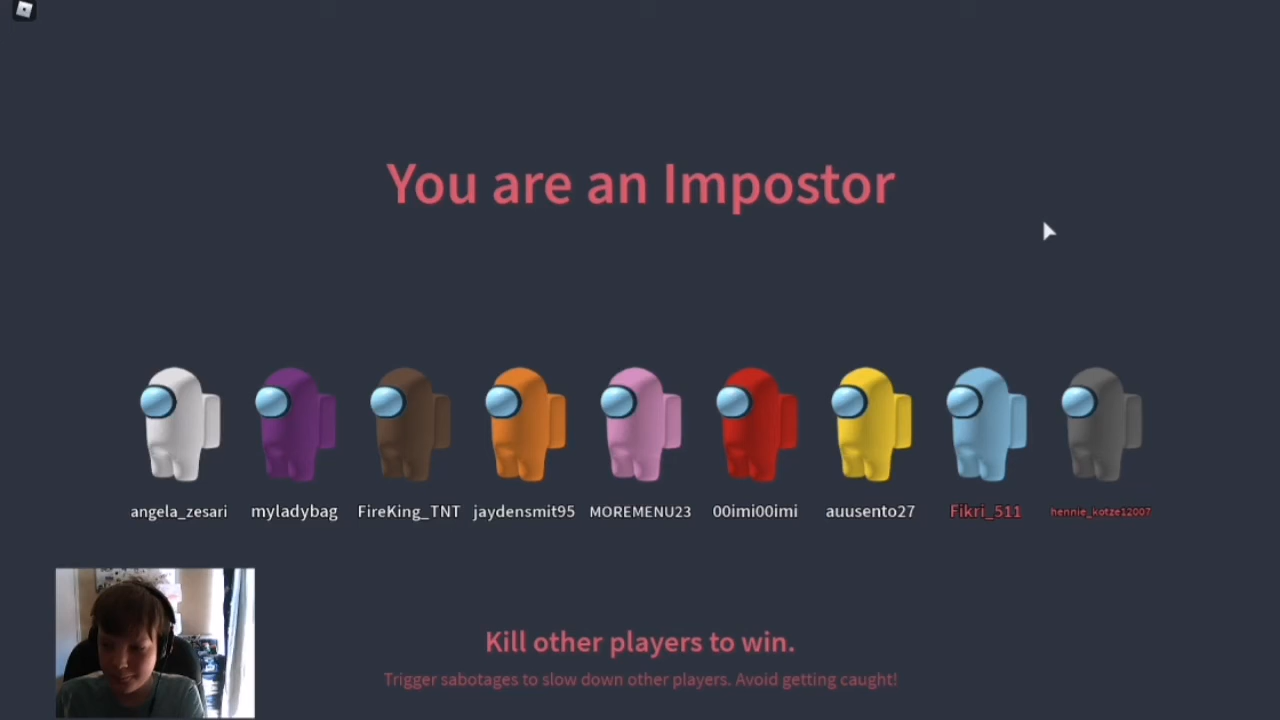 You are an Impostor
angela_zesari myladybag FireKing_TNT jaydensmit95 MOREMENU23 00imi00imi auusento27 Fikri_511 hennie_kotze12007
Kill other players to win.
Trigger sabotages to slow down other players. Avoid getting caught!